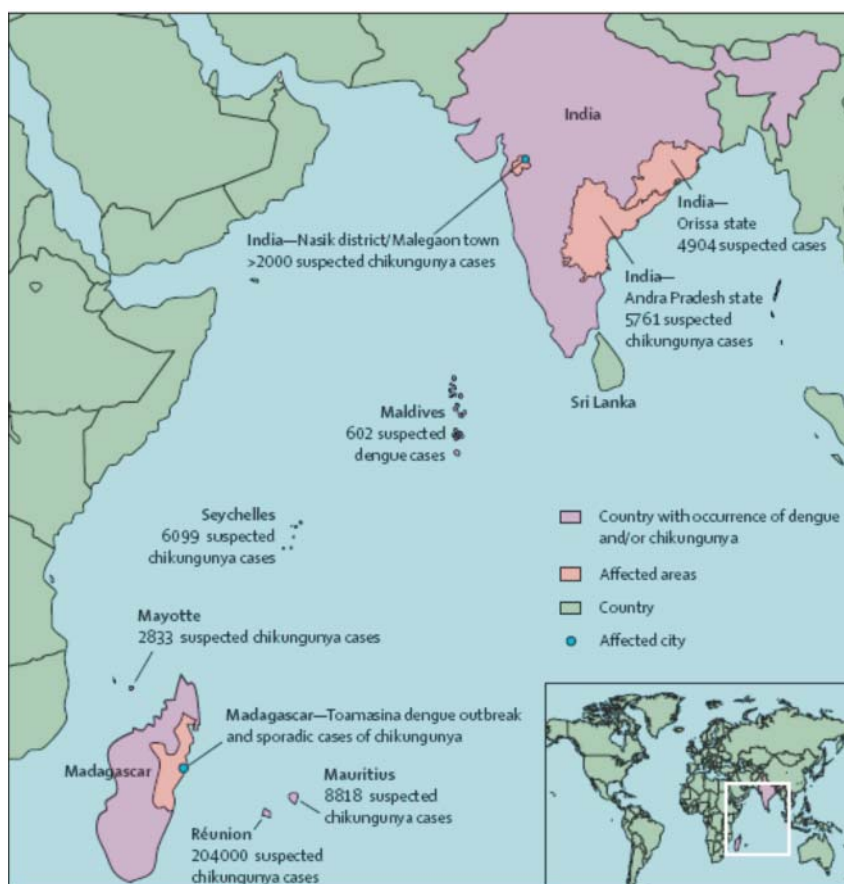 India
India—Nasik district/Malegaon town
>2000 suspected chikungunya cases
India—
Orissa state
4904 suspected cases
India—
Andra Pradesh state
5761 suspected
chikungunya cases
Sri Lanka
Maldives
602 suspected
dengue cases
Seychelles
6099 suspected
chikungunya cases
Country with occurrence of dengue
and/or chikungunya
Affected areas
Country
Affected city
Mayotte
2833 suspected chikungunya cases
Madagascar—Toamasina dengue outbreak
and sporadic cases of chikungunya
Madagascar
Mauritius
8818 suspected
chikungunya cases
Réunion
204000 suspected
chikungunya cases